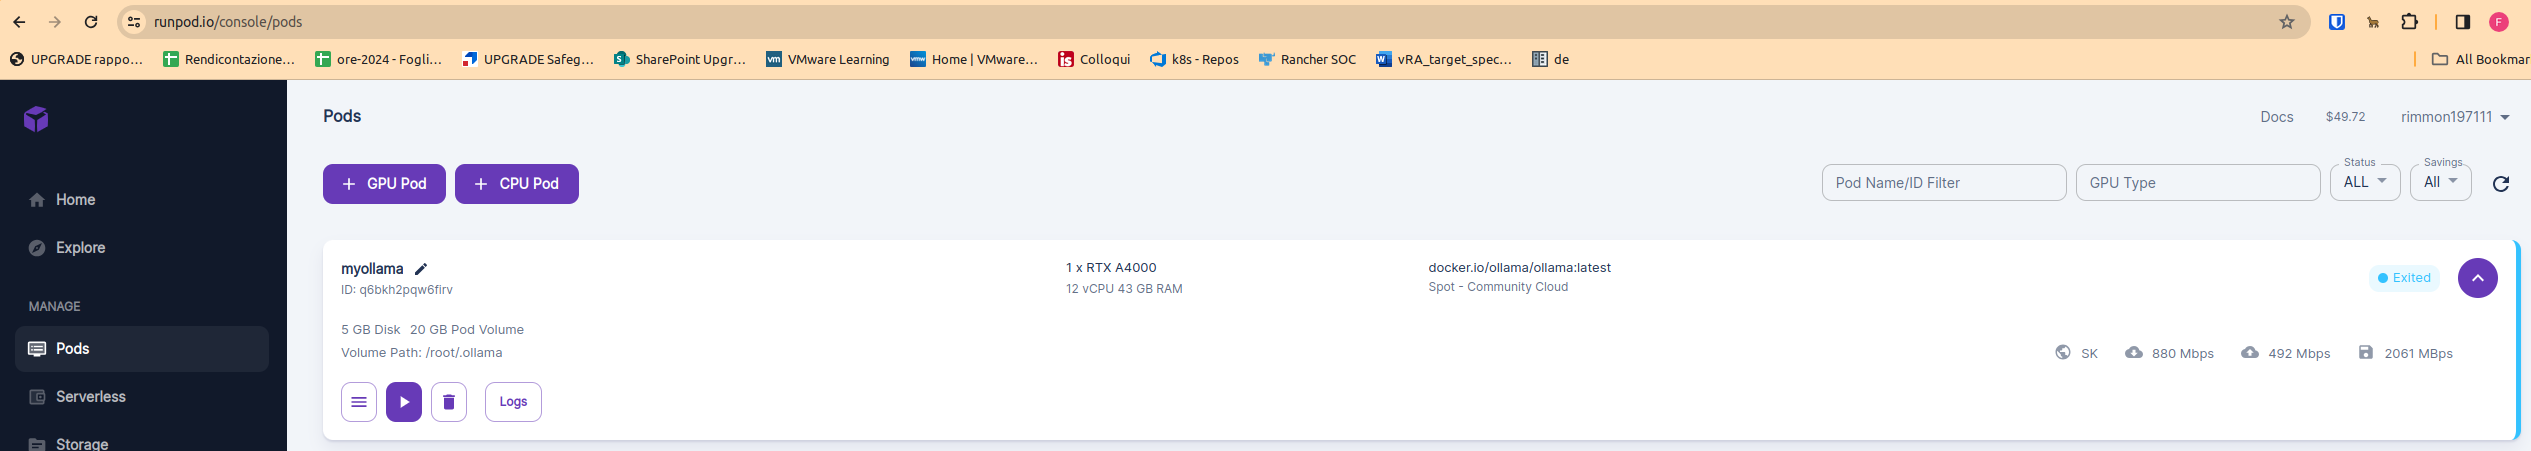 runpod.io/console/pods
F
UPGRADE rappo... Rendicontazione... ore-2024 - Fogli... UPGRADE Safeg... SharePoint Upgr... vm VMware Learning vmw Home | VMware... is Colloqui k8s - Repos Rancher SOC W vRA_target_spec... de All Bookmar
Pods
Docs $49.72 rimmon197111
+ GPU Pod + CPU Pod
Pod Name/ID Filter GPU Type Status ALL Savings All
Home
Explore
MANAGE
Pods
Serverless
Storage
myollama 1 x RTX A4000 docker.io/ollama/ollama:latest Exited
ID: q6bkh2pqw6firv 12 vCPU 43 GB RAM Spot - Community Cloud
5 GB Disk 20 GB Pod Volume
Volume Path: /root/.ollama SK 880 Mbps 492 Mbps 2061 MBps
Logs